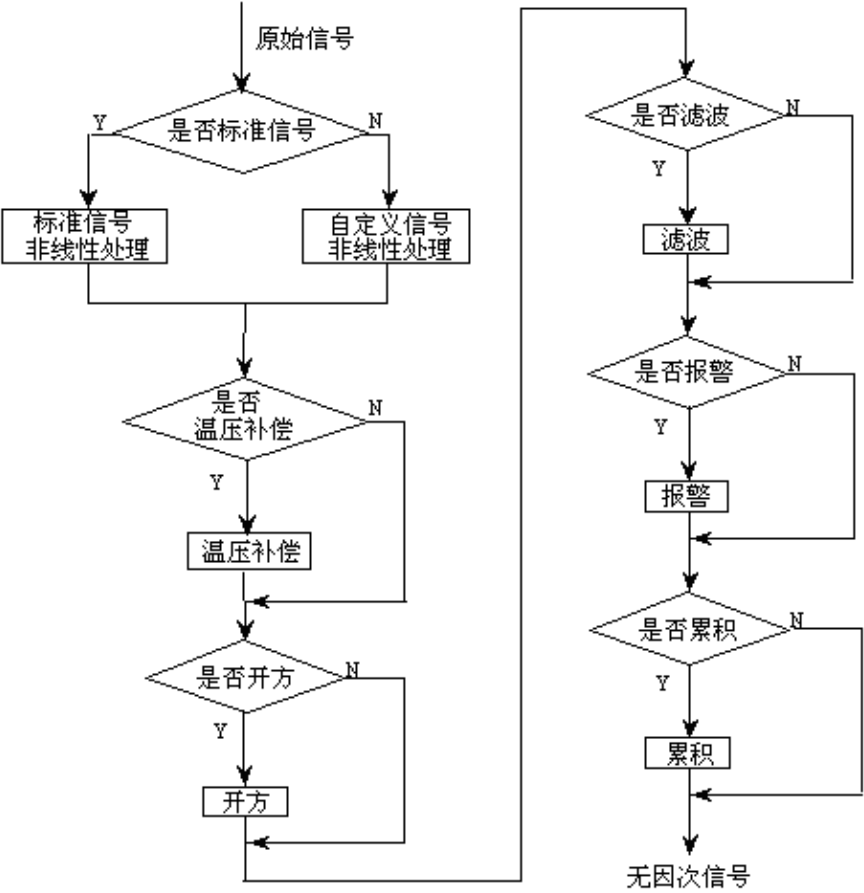 原始信号
是否标准信号
Y
N
标准信号
非线性处理
自定义信号
非线性处理
是否
温压补偿
N
Y
温压补偿
是否开方
N
Y
开方
是否滤波
N
Y
滤波
是否报警
N
Y
报警
是否累积
N
Y
累积
无因次信号